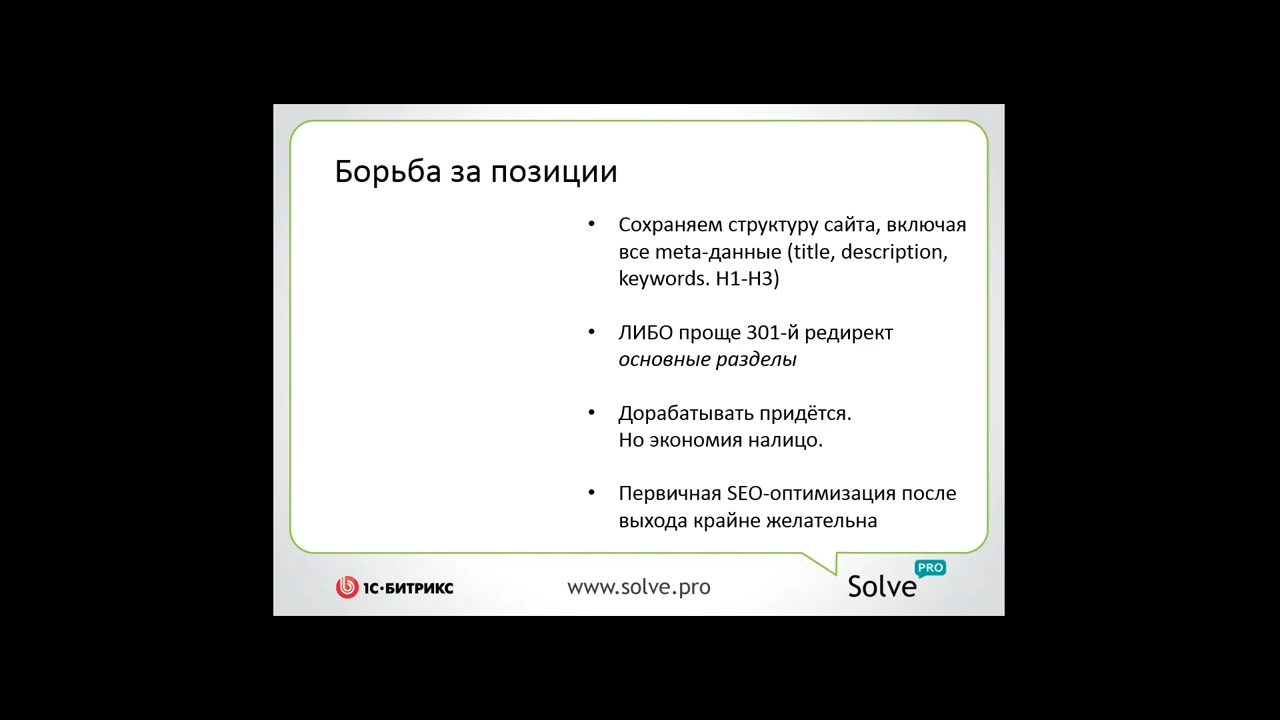 Борьба за позиции
• Сохраняем структуру сайта, включая
все meta-данные (title, description,
keywords. H1-H3)
• ЛИБО проще 301-й редирект
основные разделы
• Дорабатывать придётся.
Но экономия налицо.
• Первичная SEO-оптимизация после
выхода крайне желательна
1С·БИТРИКС
www.solve.pro
Solve PRO